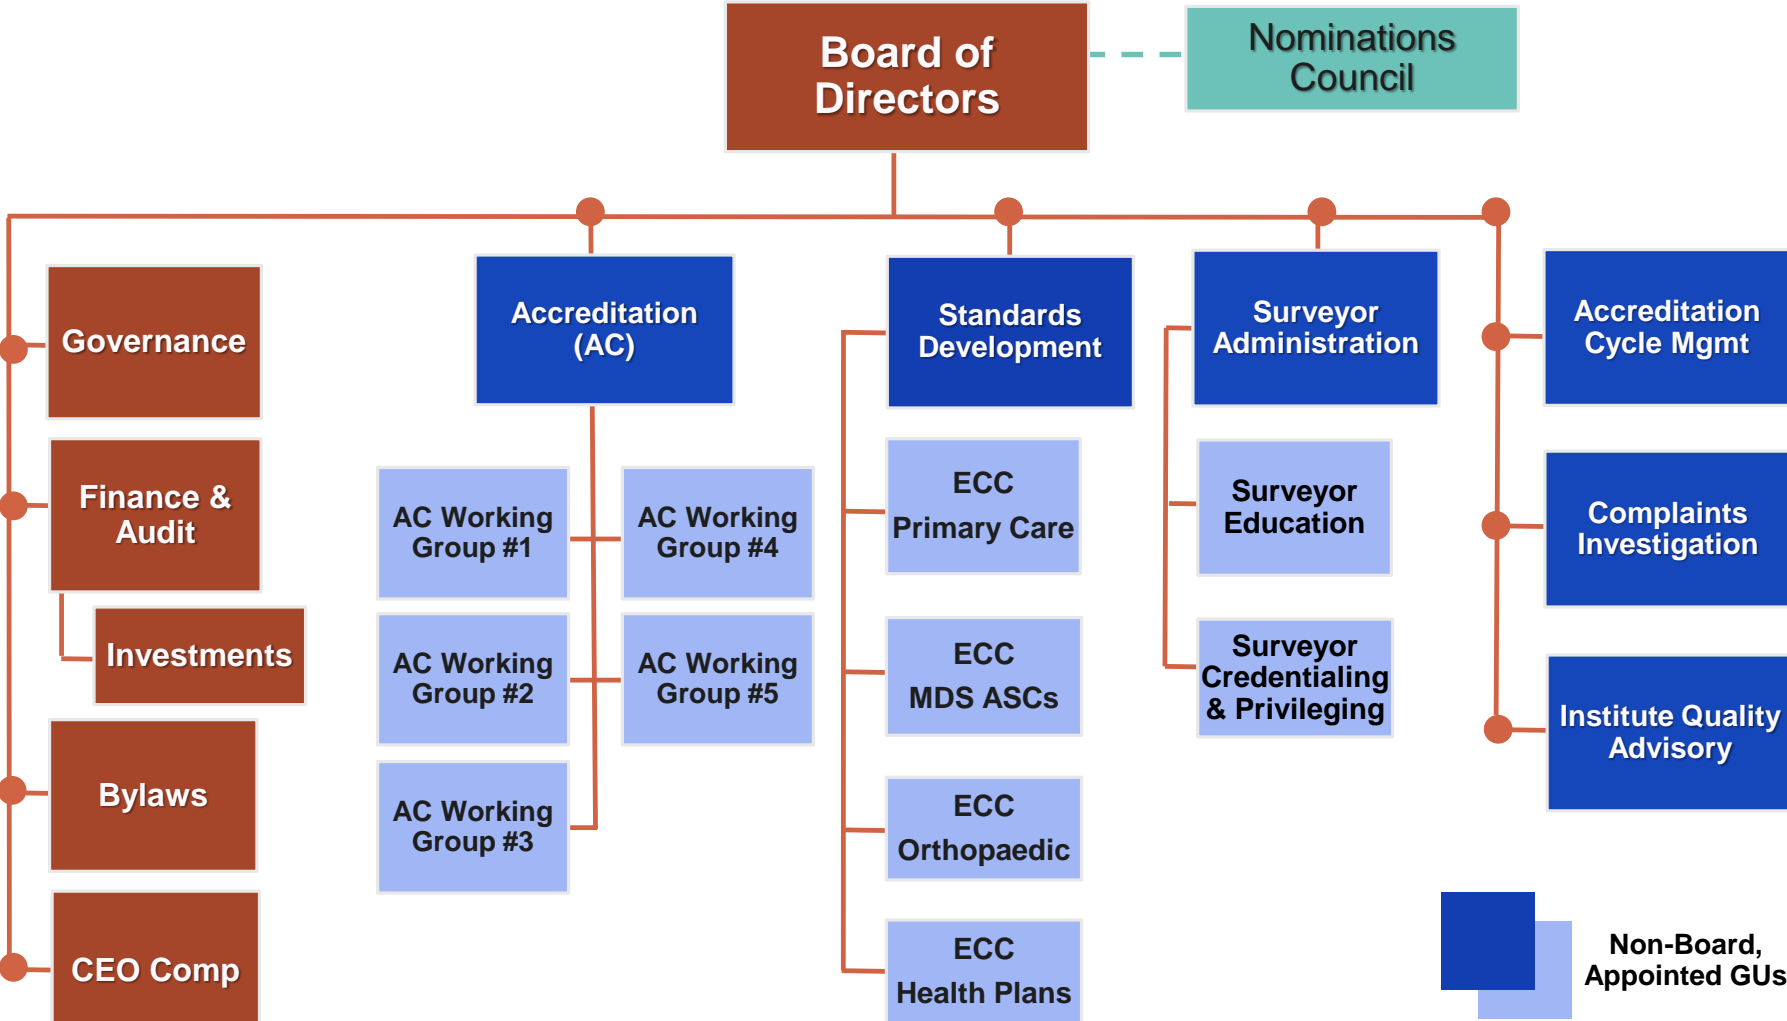 Board of
Directors
Nominations
Council
Governance
Finance &
Audit
Investments
Bylaws
CEO Comp
Accreditation
(AC)
AC Working
Group #1
AC Working
Group #4
AC Working
Group #2
AC Working
Group #5
AC Working
Group #3
Standards
Development
ECC
Primary Care
ECC
MDS ASCs
ECC
Orthopaedic
ECC
Health Plans
Surveyor
Administration
Surveyor
Education
Surveyor
Credentialing
& Privileging
Accreditation
Cycle Mgmt
Complaints
Investigation
Institute Quality
Advisory
Non-Board,
Appointed GUs